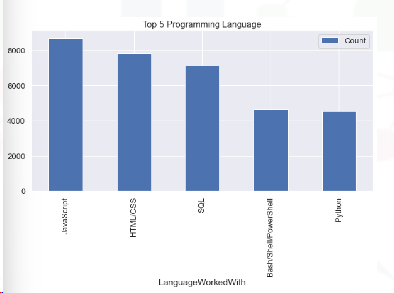 Top 5 Programming Language
Count
8000
6000
4000
2000
0
JavaScript
HTML/CSS
SQL
Bash/Shell/PowerShell
Python
LanguageWorkedWith